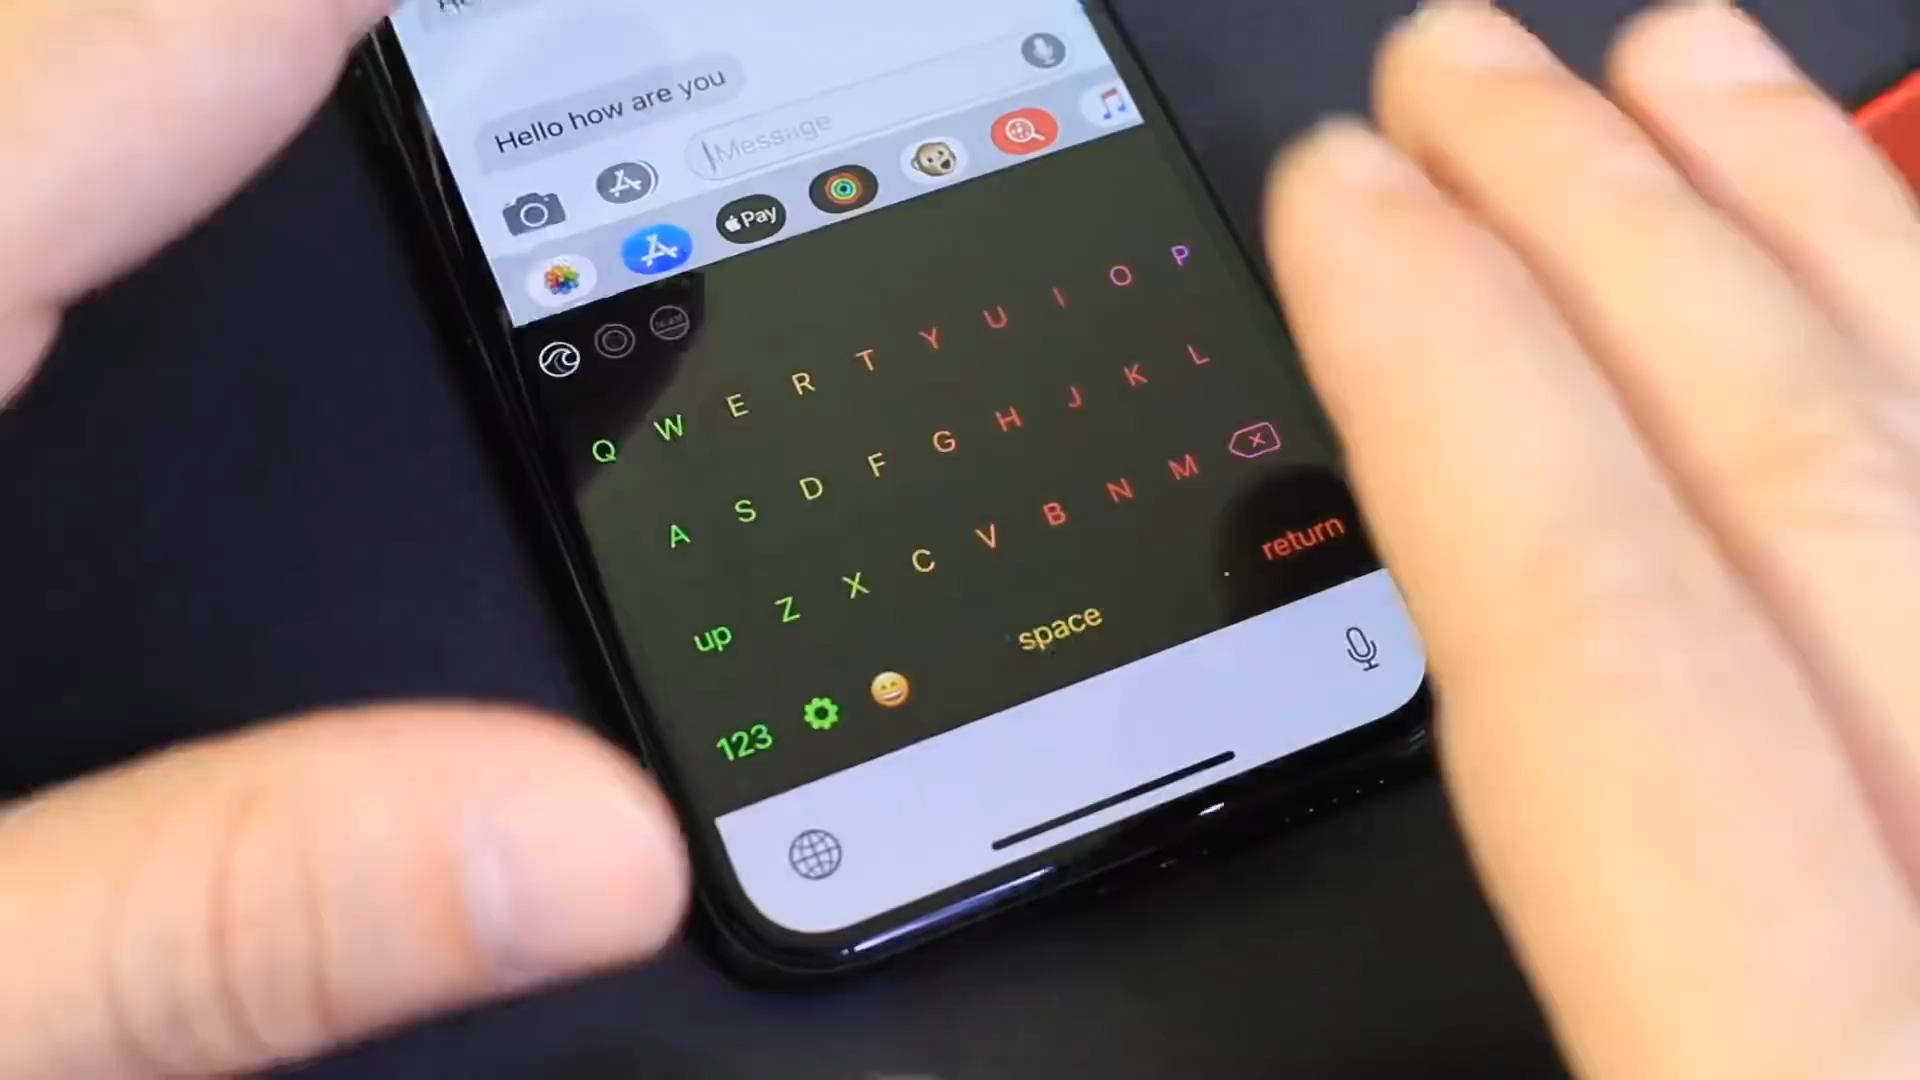 Hello how are you
Message
Pay
Q W E R T Y U I O P
A S D F G H J K L
up Z X C V B N M
123 space . return